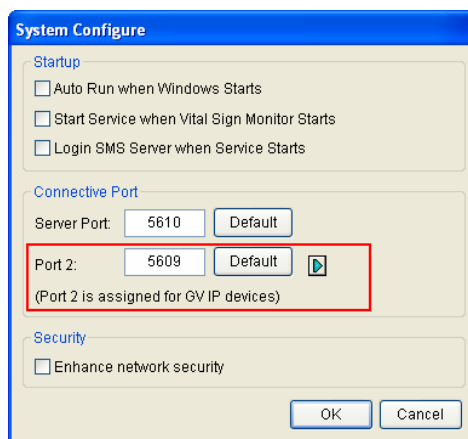 System Configure
Startup
Auto Run when Windows Starts
Start Service when Vital Sign Monitor Starts
Login SMS Server when Service Starts
Connective Port
Server Port: 5610 Default
Port 2: 5609 Default
(Port 2 is assigned for GV IP devices)
Security
Enhance network security
OK Cancel